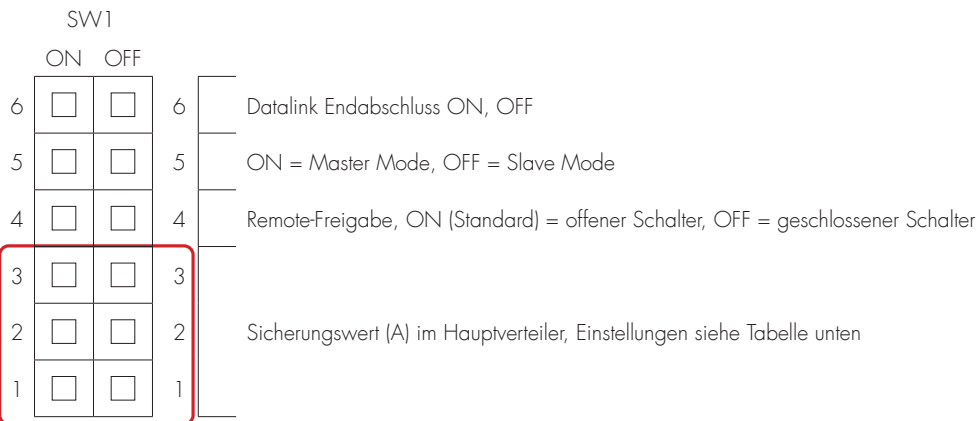 SW1
ON OFF
6 6 Datalink Endabschluss ON, OFF
5 5 ON = Master Mode, OFF = Slave Mode
4 4 Remote-Freigabe, ON (Standard) = offener Schalter, OFF = geschlossener Schalter
3 3
2 2 Sicherungswert (A) im Hauptverteiler, Einstellungen siehe Tabelle unten
1 1